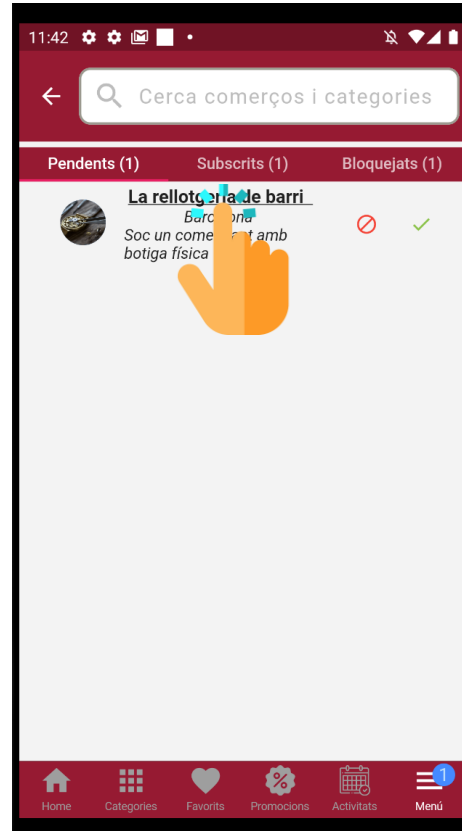 11:42
Cerca comerços i categories
Pendents (1) Subscrits (1) Bloquejats (1)
La rellotgeria de barri
Barcelona
Soc un comerciant amb
botiga física
Home Categories Favorits Promocions Activitats Menú
1